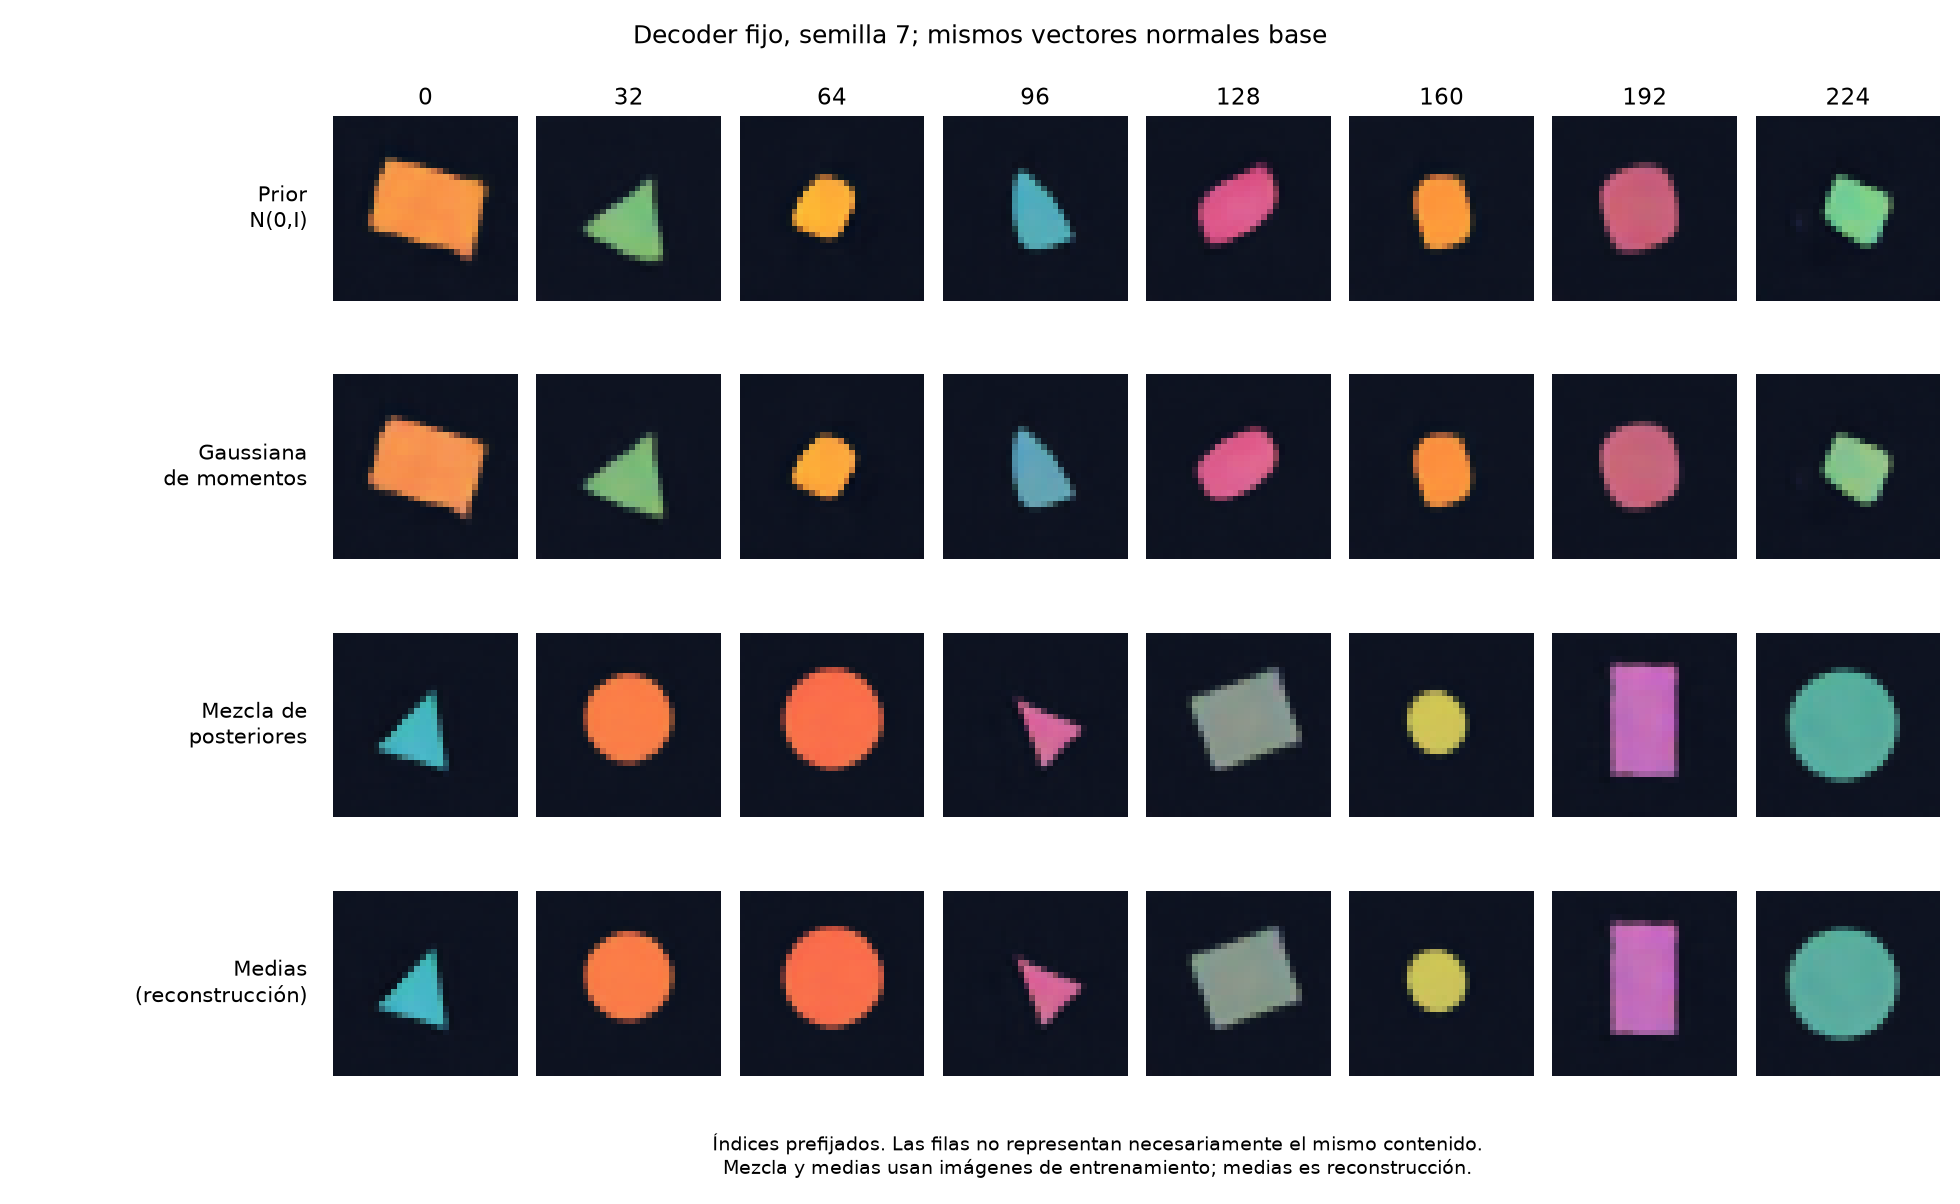 Decoder fijo, semilla 7; mismos vectores normales base
0 32 64 96 128 160 192 224
Prior
N(0,I)
Gaussiana
de momentos
Mezcla de
posteriores
Medias
(reconstrucción)
Índices prefijados. Las filas no representan necesariamente el mismo contenido.
Mezcla y medias usan imágenes de entrenamiento; medias es reconstrucción.